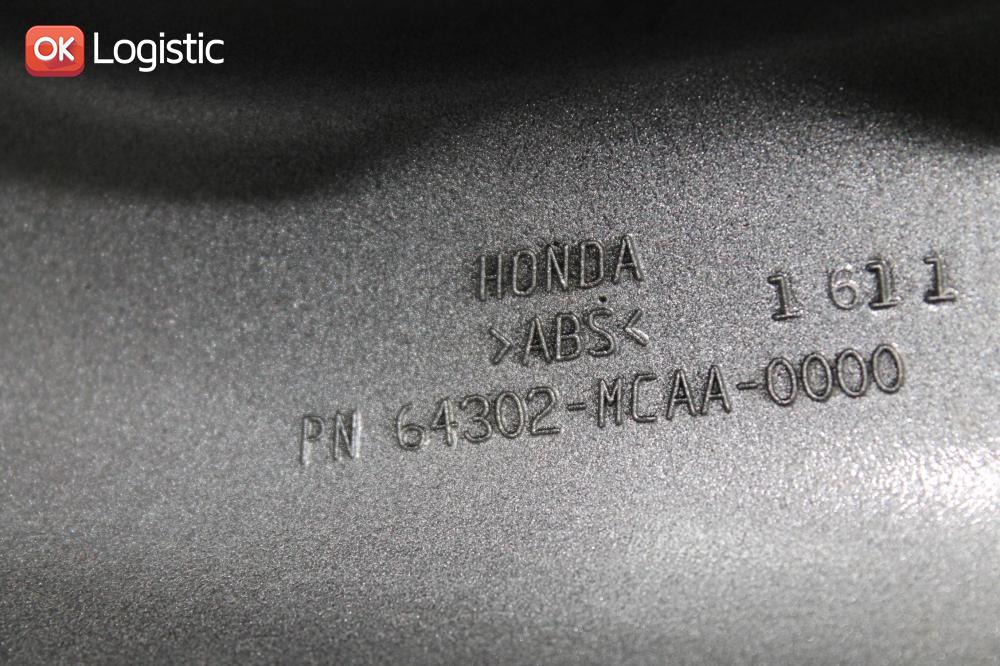 OK Logistic
HONDA
>ABS<
1 6 1 1
PN 64302-MCAA-0000